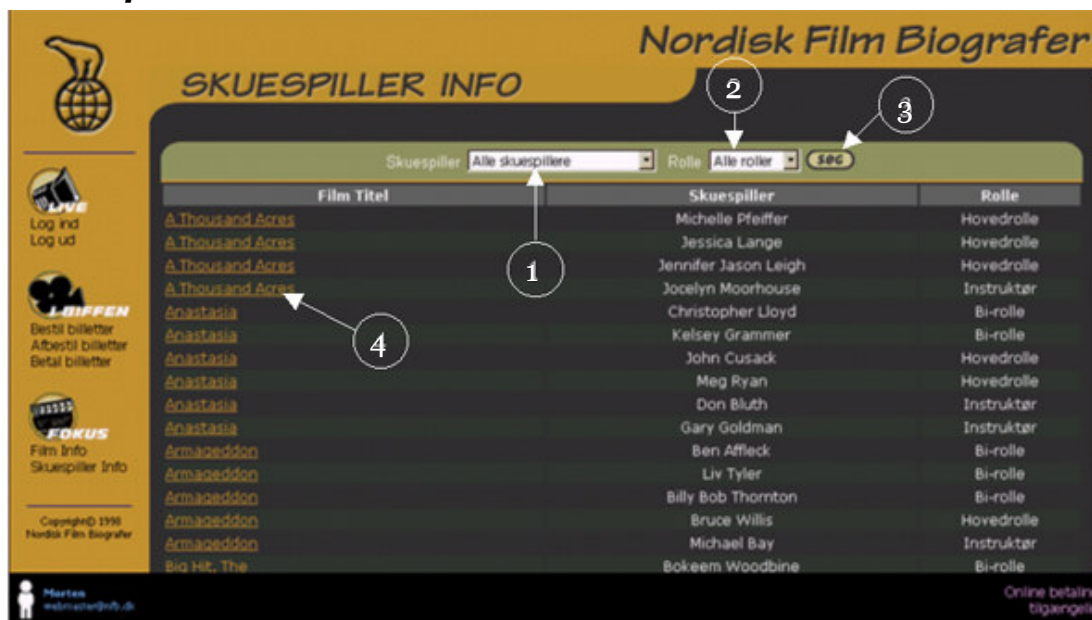 Nordisk Film Biografer
SKUESPILLER INFO
2
3
Skuespiller Alle skuespillere Rolle Alle roller SØG
Film Titel Skuespiller Rolle
A Thousand Acres Michelle Pfeiffer Hovedrolle
A Thousand Acres Jessica Lange Hovedrolle
A Thousand Acres Jennifer Jason Leigh Hovedrolle
A Thousand Acres Jocelyn Moorhouse Instruktør
Anastasia Christopher Lloyd Bi-rolle
Anastasia Kelsey Grammer Bi-rolle
Anastasia John Cusack Hovedrolle
Anastasia Meg Ryan Hovedrolle
Anastasia Don Bluth Instruktør
Anastasia Gary Goldman Instruktør
Armageddon Ben Affleck Bi-rolle
Armageddon Liv Tyler Bi-rolle
Armageddon Billy Bob Thornton Bi-rolle
Armageddon Bruce Willis Hovedrolle
Armageddon Michael Bay Instruktør
Big Hit, The Bokeem Woodbine Bi-rolle
1
4
LIVE
Log ind
Log ud
I BIFFEN
Bestil billetter
Afbestil billetter
Betal billetter
FOKUS
Film Info
Skuespiller Info
Copyright© 1998
Nordisk Film Biografer
Morten
webmaster@nfb.dk
Online betaling
tilgængelig